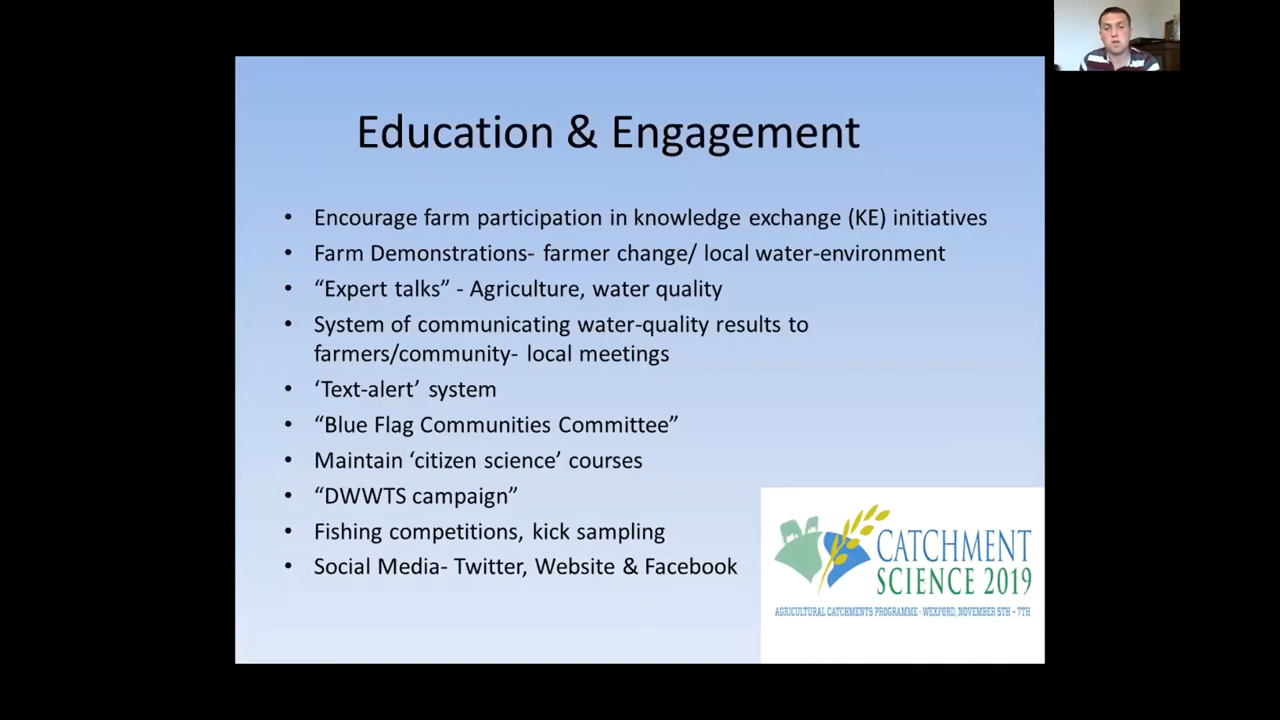 Education & Engagement
• Encourage farm participation in knowledge exchange (KE) initiatives
• Farm Demonstrations- farmer change/ local water-environment
• “Expert talks” - Agriculture, water quality
• System of communicating water-quality results to
farmers/community- local meetings
• ‘Text-alert’ system
• “Blue Flag Communities Committee”
• Maintain ‘citizen science’ courses
• “DWWTS campaign”
• Fishing competitions, kick sampling
• Social Media- Twitter, Website & Facebook
CATCHMENT
SCIENCE 2019
AGRICULTURAL CATCHMENTS PROGRAMME - WEXFORD, NOVEMBER 5TH - 7TH